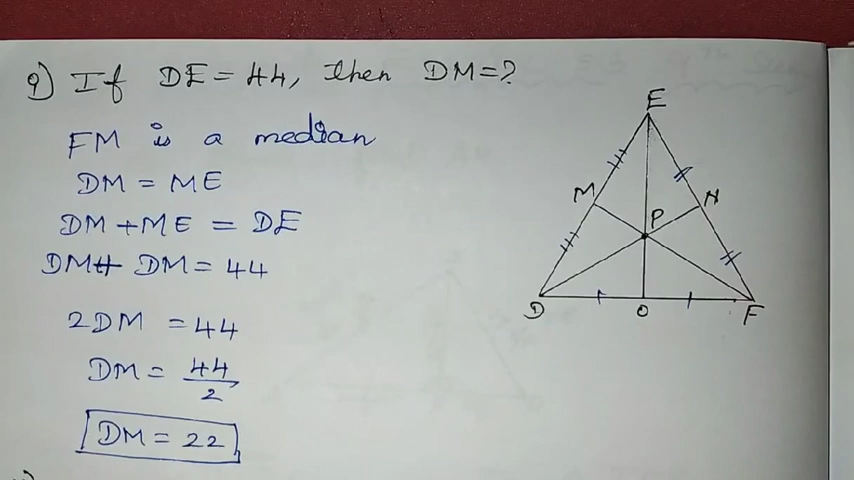 9) If DE = 44, then DM = ?
FM is a median
DM = ME
DM + ME = DE
DM + DM = 44
2DM = 44
DM = 44/2
DM = 22
E
M
N
P
D
O
F